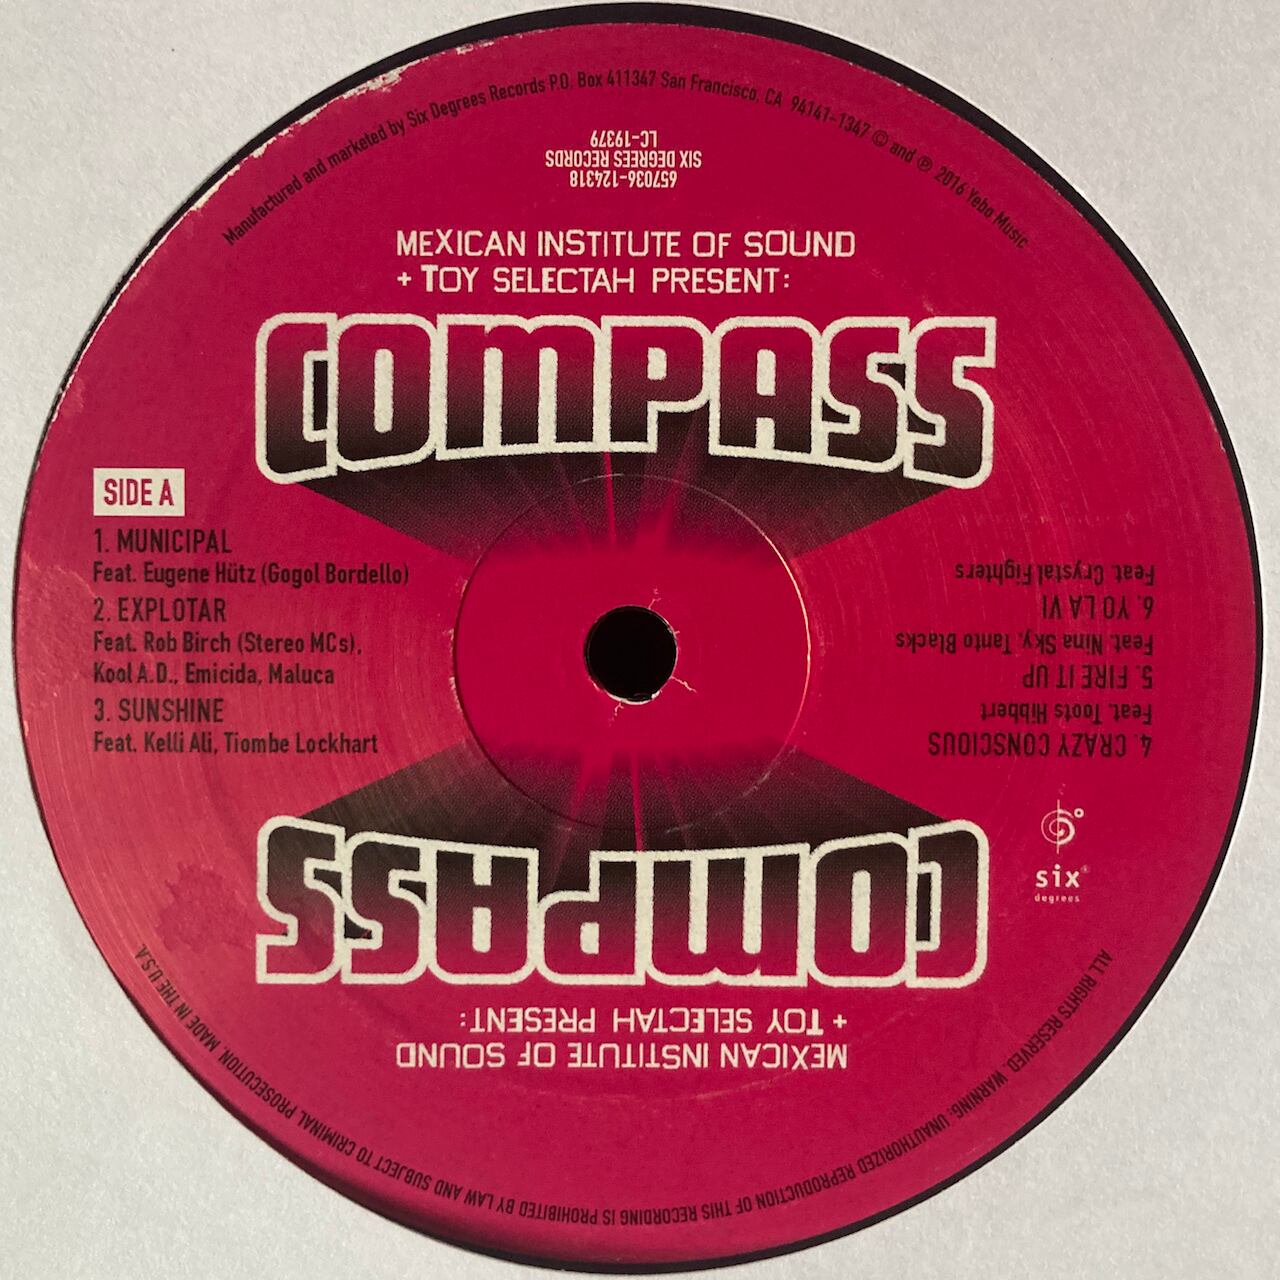 Manufactured and marketed by Six Degrees Records P.O. Box 411347 San Francisco, CA 94141-1347 © and ℗ 2016 Yebo Music
657036-124318
SIX DEGREES RECORDS
LC-19379
MEXICAN INSTITUTE OF SOUND
+ TOY SELECTAH PRESENT:
COMPASS
SIDE A
1. MUNICIPAL
Feat. Eugene Hütz (Gogol Bordello)
2. EXPLOTAR
Feat. Rob Birch (Stereo MCs),
Kool A.D., Emicida, Maluca
3. SUNSHINE
Feat. Kelli Ali, Tiombe Lockhart
4. CRAZY CONSCIOUS
Feat. Toots Hibbert
5. FIRE IT UP
Feat. Nina Sky, Tanto Blacks
6. YO LA VI
Feat. Crystal Fighters
six®
degrees
MEXICAN INSTITUTE OF SOUND
+ TOY SELECTAH PRESENT:
COMPASS
ALL RIGHTS RESERVED. WARNING: UNAUTHORIZED REPRODUCTION OF THIS RECORDING IS PROHIBITED BY LAW AND SUBJECT TO CRIMINAL PROSECUTION. MADE IN THE U.S.A.